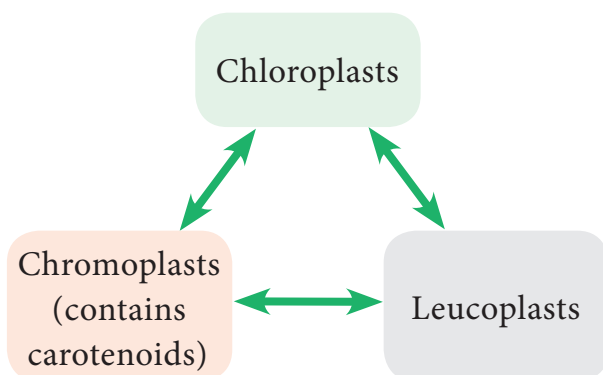 Chloroplasts
Chromoplasts
(contains
carotenoids)
Leucoplasts